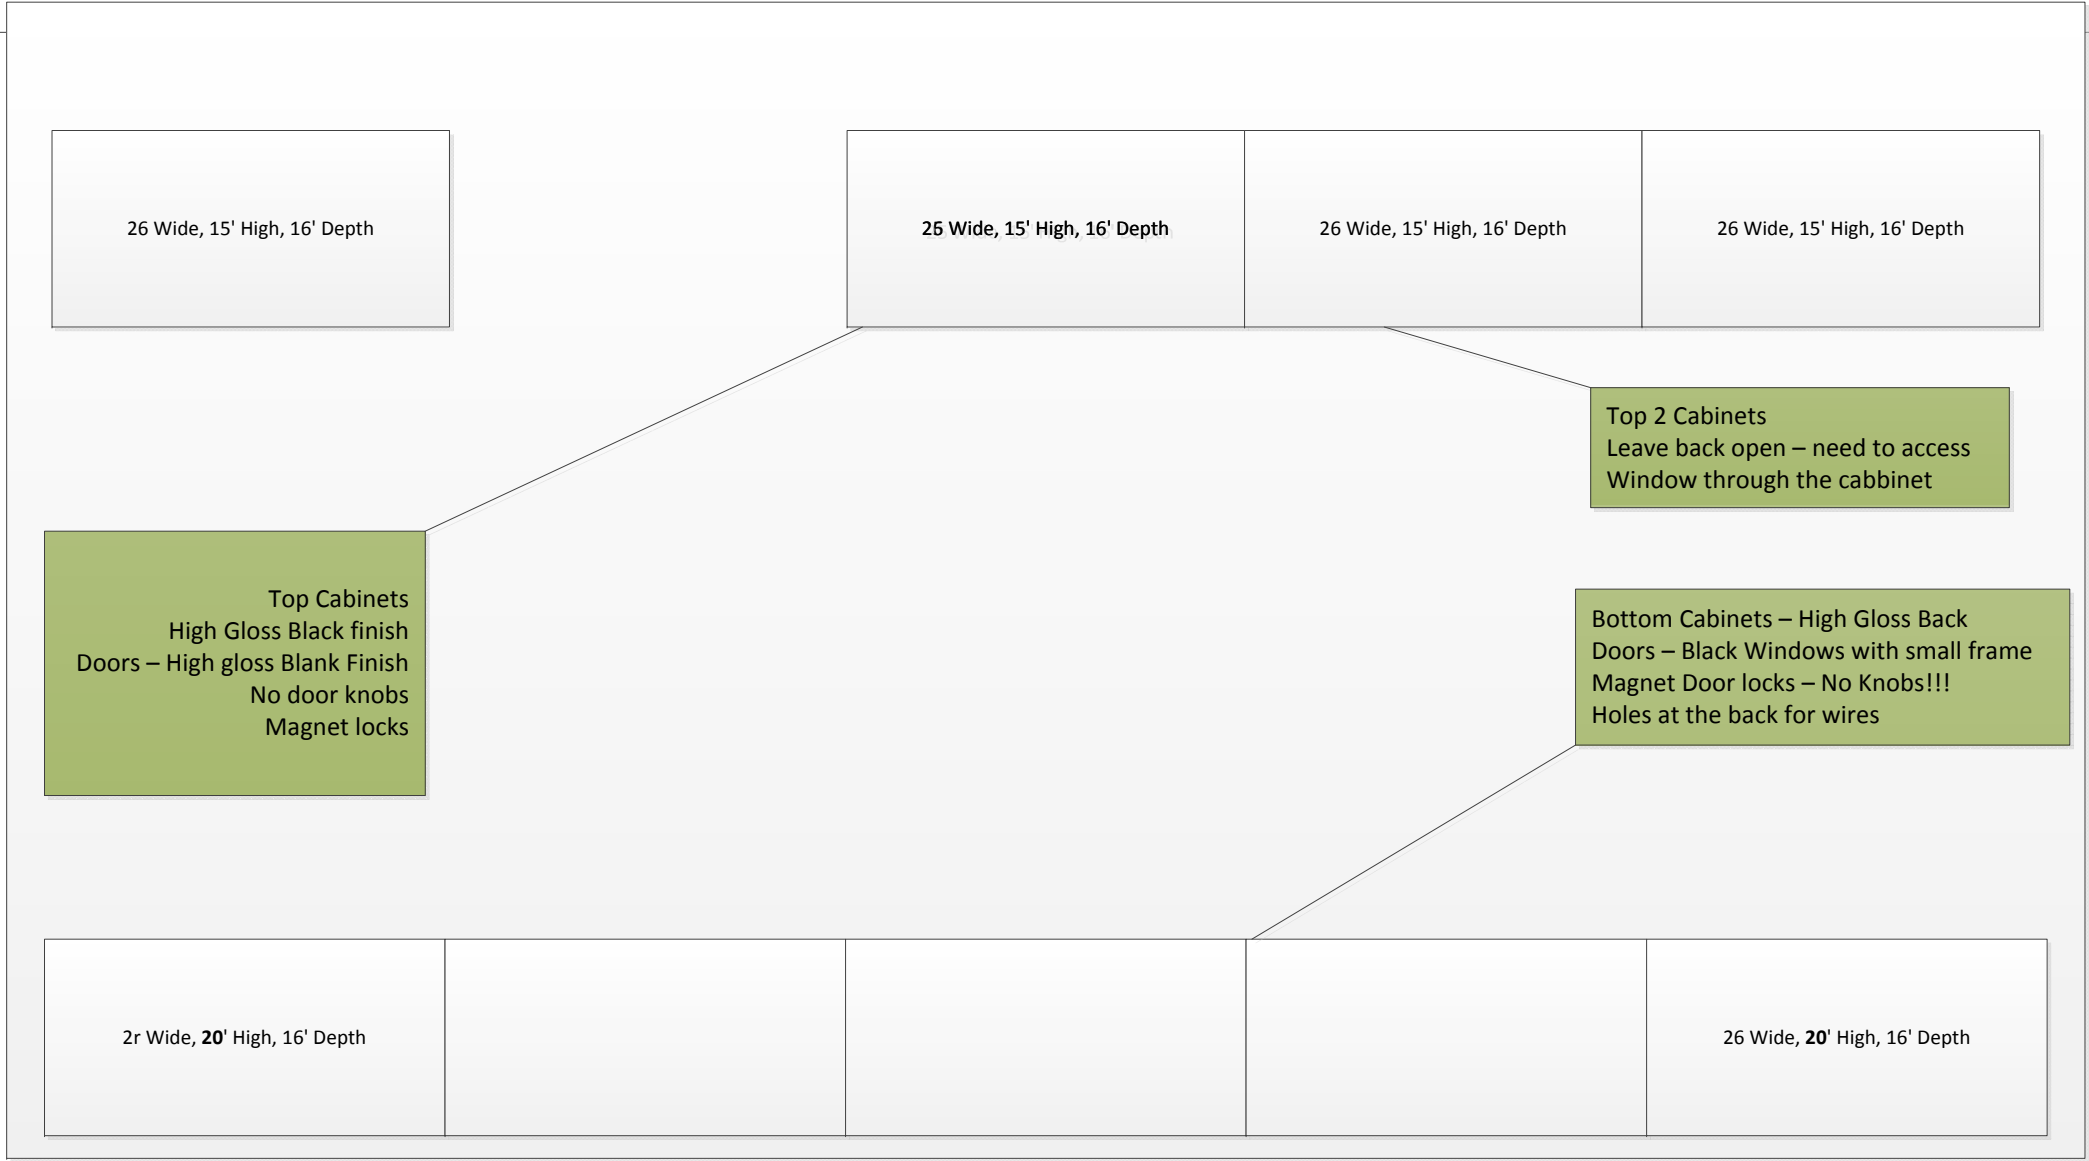 26 Wide, 15' High, 16' Depth
Wide, 15' High, 16' Depth
26 Wide, 15' High, 16' Depth
26 Wide, 15' High, 16' Depth
Top 2 Cabinets
Leave back open – need to access
Window through the cabbinet
Top Cabinets
High Gloss Black finish
Doors – High gloss Blank Finish
No door knobs
Magnet locks
Bottom Cabinets – High Gloss Back
Doors – Black Windows with small frame
Magnet Door locks – No Knobs!!!
Holes at the back for wires
2r Wide, 20' High, 16' Depth
26 Wide, 20' High, 16' Depth